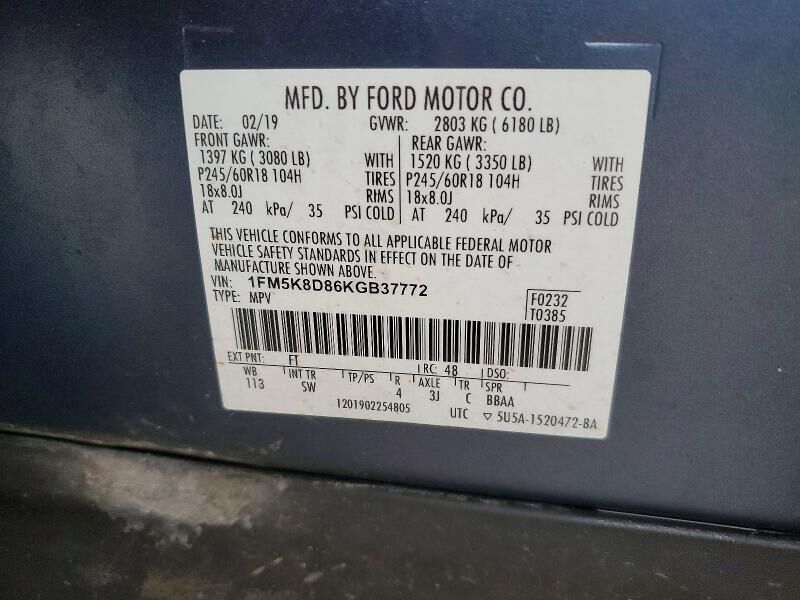 MFD. BY FORD MOTOR CO.
DATE: 02/19 GVWR: 2803 KG ( 6180 LB)
FRONT GAWR: REAR GAWR:
1397 KG ( 3080 LB) WITH 1520 KG ( 3350 LB) WITH
P245/60R18 104H TIRES P245/60R18 104H TIRES
18x8.0J RIMS 18x8.0J RIMS
AT 240 kPa/ 35 PSI COLD AT 240 kPa/ 35 PSI COLD
THIS VEHICLE CONFORMS TO ALL APPLICABLE FEDERAL MOTOR
VEHICLE SAFETY STANDARDS IN EFFECT ON THE DATE OF
MANUFACTURE SHOWN ABOVE.
VIN: 1FM5K8D86KGB37772 F0232
TYPE: MPV T0385
EXT PNT: FT RC: 48 DSO:
WB INT TR TP/PS R AXLE TR SPR
113 SW 4 3J C BBAA
1201902254805 UTC ▽ 5U5A-1520472-BA